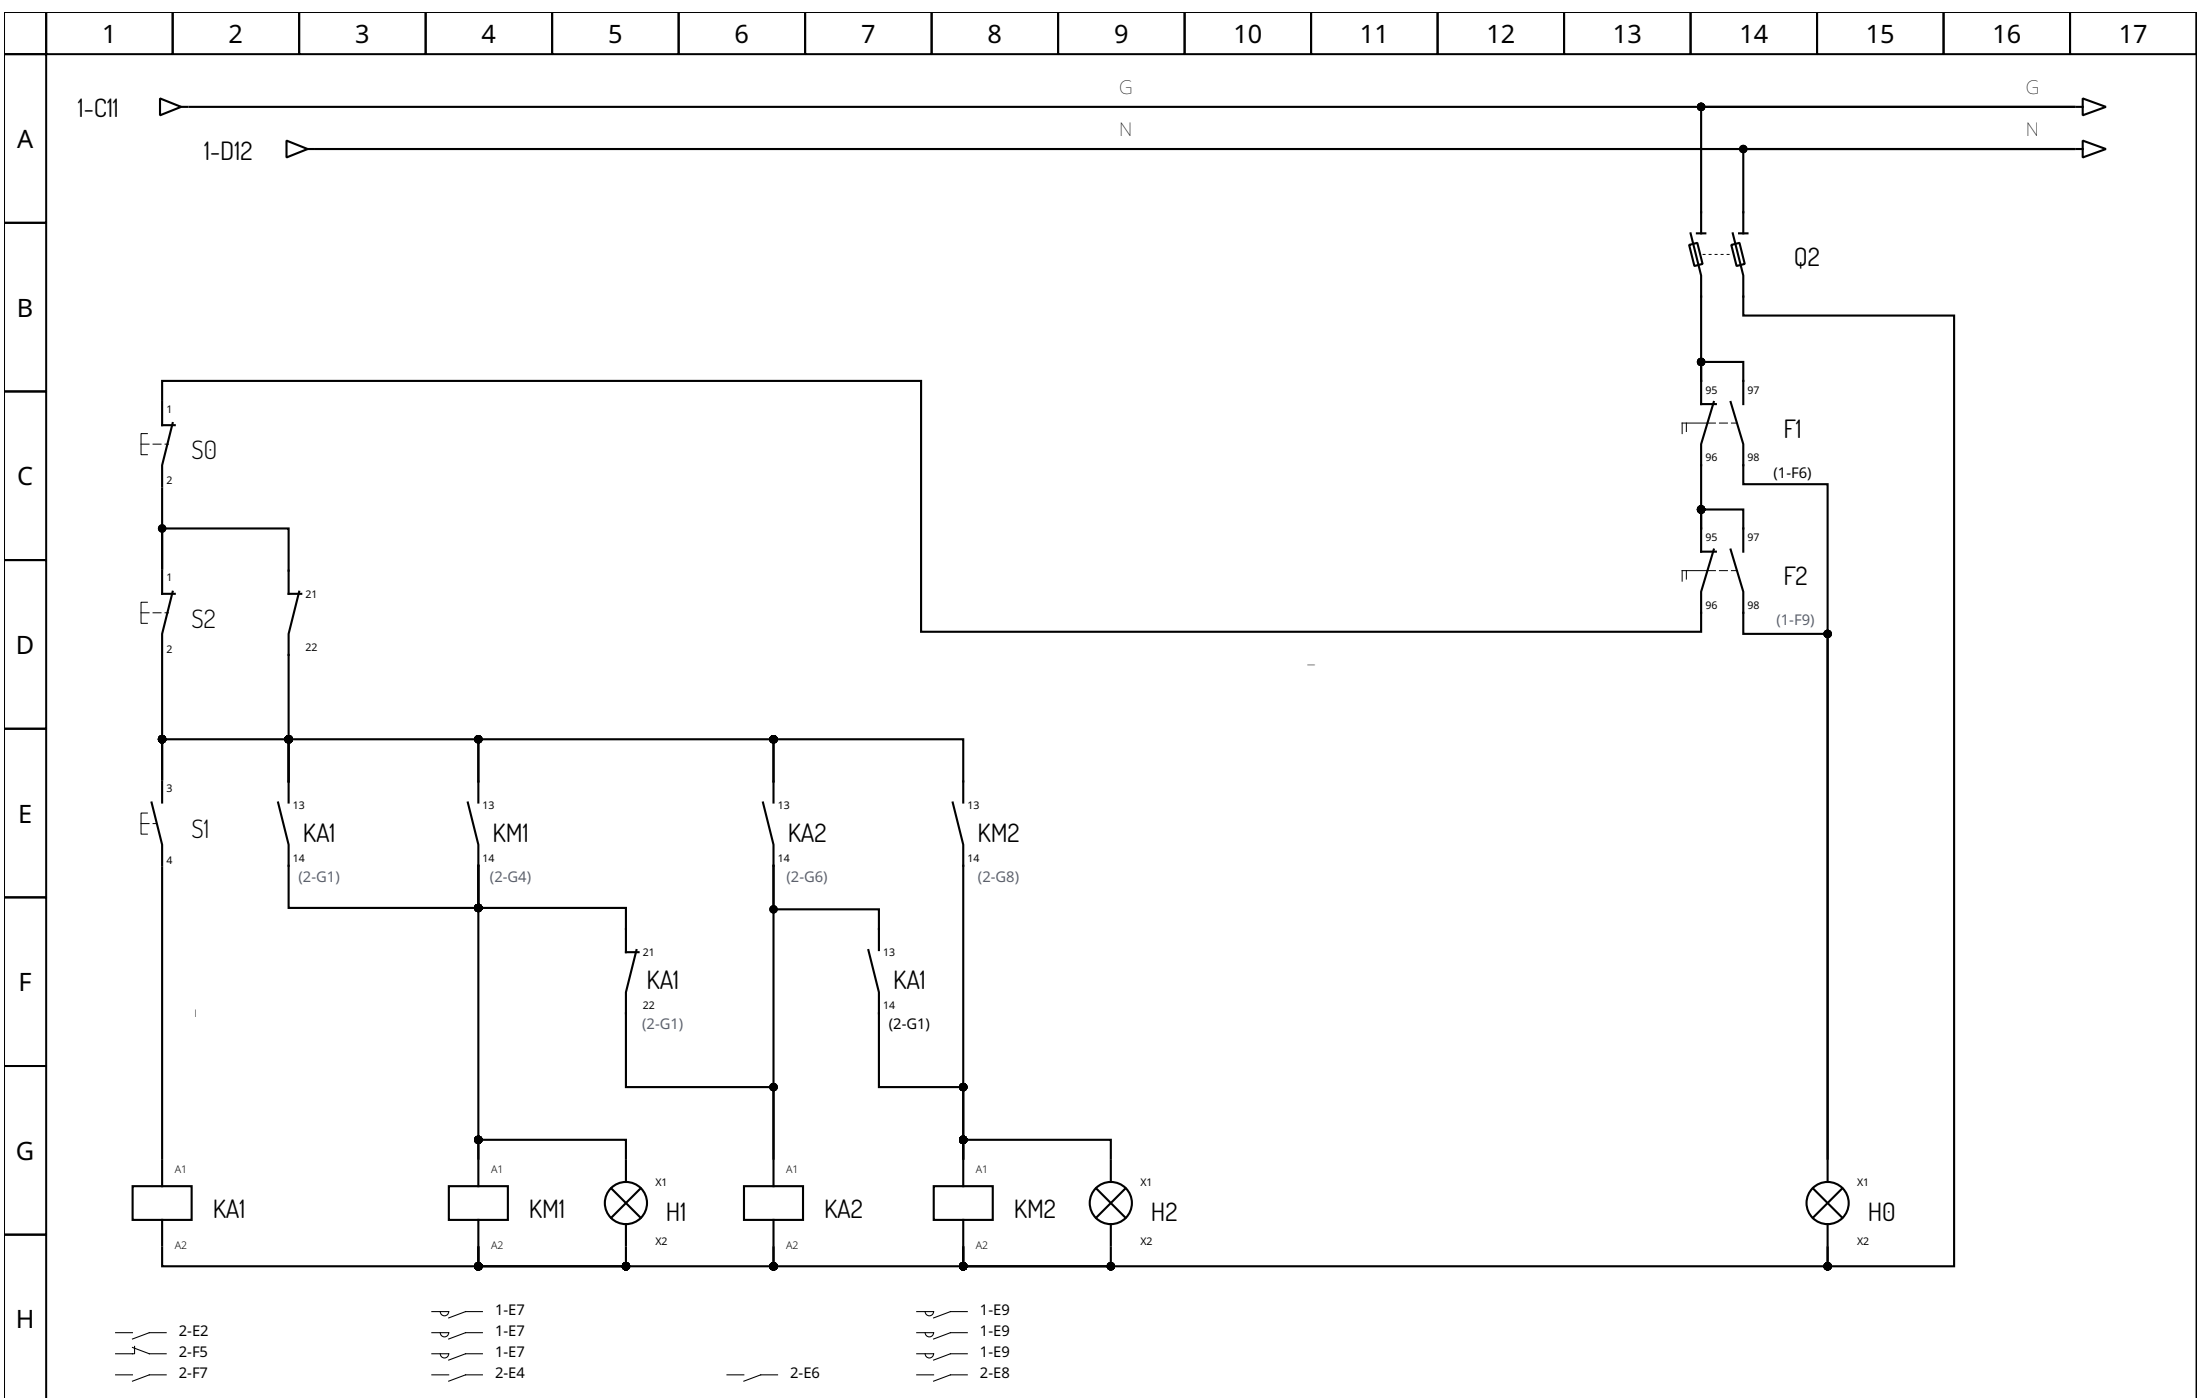 1 2 3 4 5 6 7 8 9 10 11 12 13 14 15 16 17
A
G G
1-C11
N N
1-D12
B
Q2
C
95 97
1
F1
S0
96 98
(1-F6)
2
95 97
D
1
F2
21
96 98
S2
(1-F9)
2
22
E
3
13 13 13 13
S1 KA1 KM1 KA2 KM2
4
14 14 14 14
(2-G1) (2-G4) (2-G6) (2-G8)
F
21 13
KA1 KA1
22 14
(2-G1) (2-G1)
G
A1 A1 A1 A1
X1 X1 X1
KA1 KM1 H1 KA2 KM2 H2 H0
X2 X2 X2
A2 A2 A2 A2
H
1-E7 1-E9
2-E2 1-E7 1-E9
2-F5 1-E7 1-E9
2-F7 2-E4 2-E6 2-E8